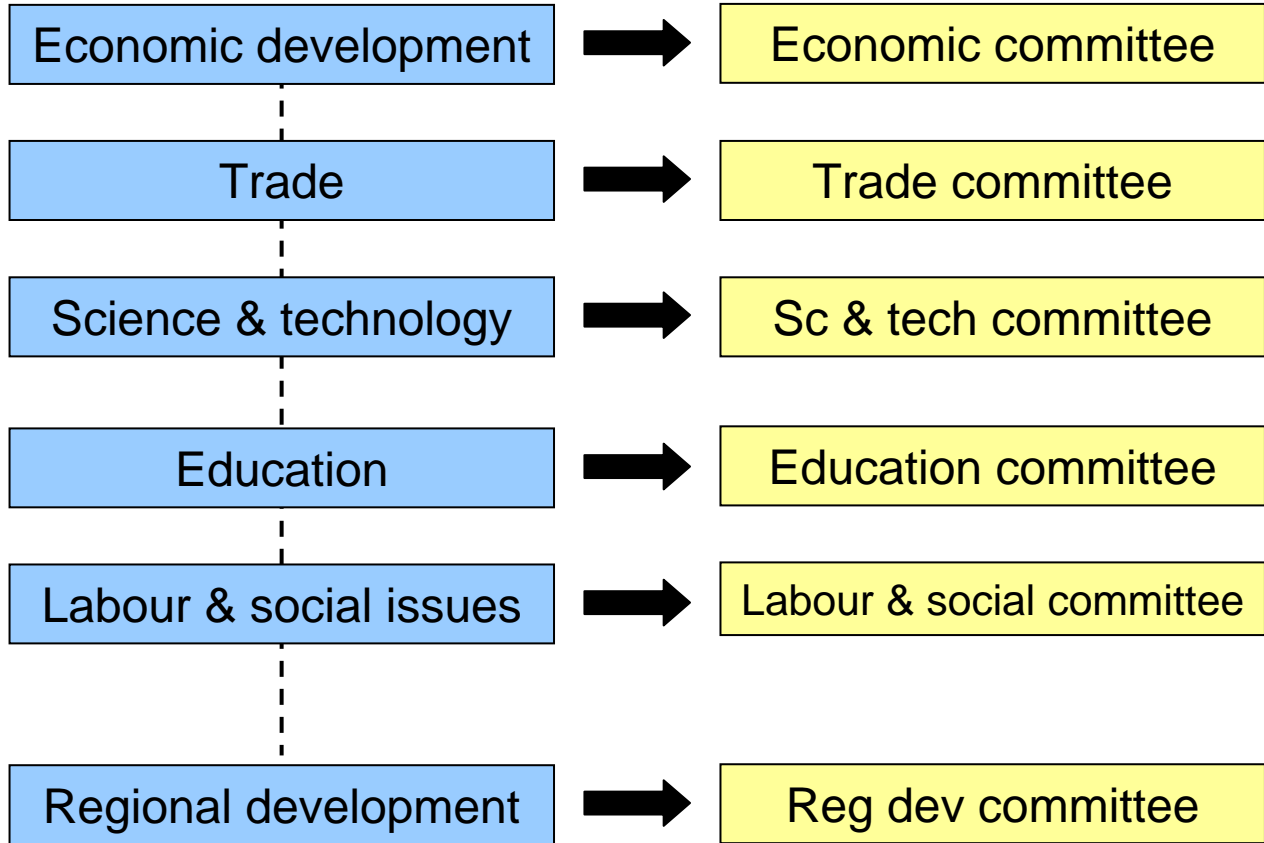 Economic development
Economic committee
Trade
Trade committee
Science & technology
Sc & tech committee
Education
Education committee
Labour & social issues
Labour & social committee
Regional development
Reg dev committee